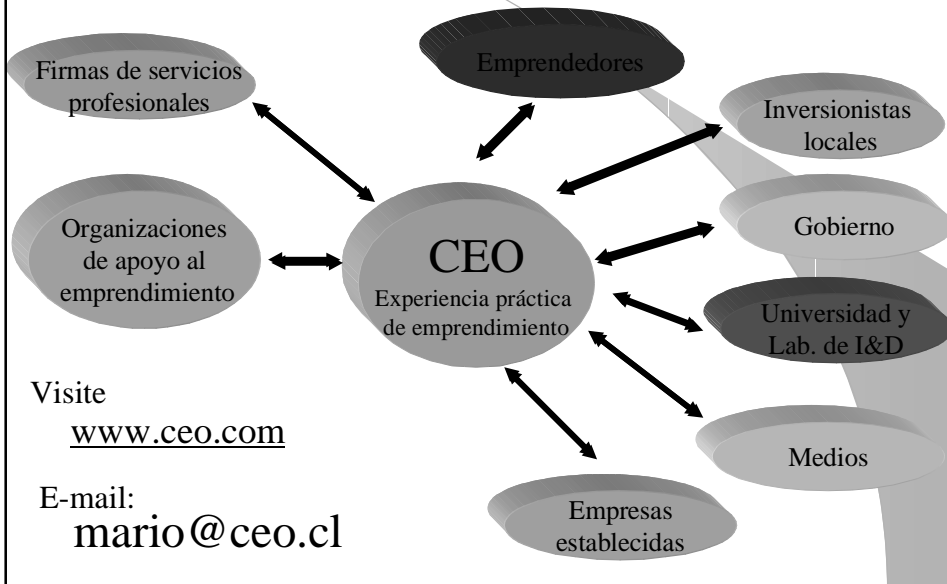 Firmas de servicios
profesionales
Emprendedores
Inversionistas
locales
Organizaciones
de apoyo al
emprendimiento
CEO
Experiencia práctica
de emprendimiento
Gobierno
Universidad y
Lab. de I&D
Medios
Empresas
establecidas
Visite
www.ceo.com
E-mail:
mario@ceo.cl